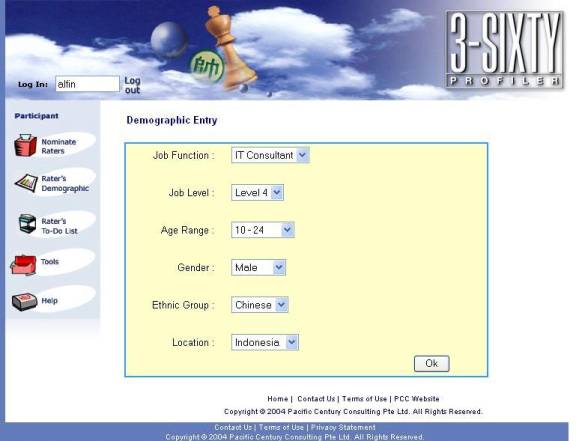 3-SIXTY
PROFILER
帥
Log In: alfin Log out
Participant
Nominate Raters
Rater's Demographic
Rater's To-Do List
Tools
Help
Demographic Entry
Job Function : IT Consultant
Job Level : Level 4
Age Range : 10 - 24
Gender : Male
Ethnic Group : Chinese
Location : Indonesia
Ok
Home | Contact Us | Terms of Use | PCC Website
Copyright © 2004 Pacific Century Consulting Pte Ltd. All Rights Reserved.
Contact Us | Terms of Use | Privacy Statement
Copyright © 2004 Pacific Century Consulting Pte Ltd. All Rights Reserved.